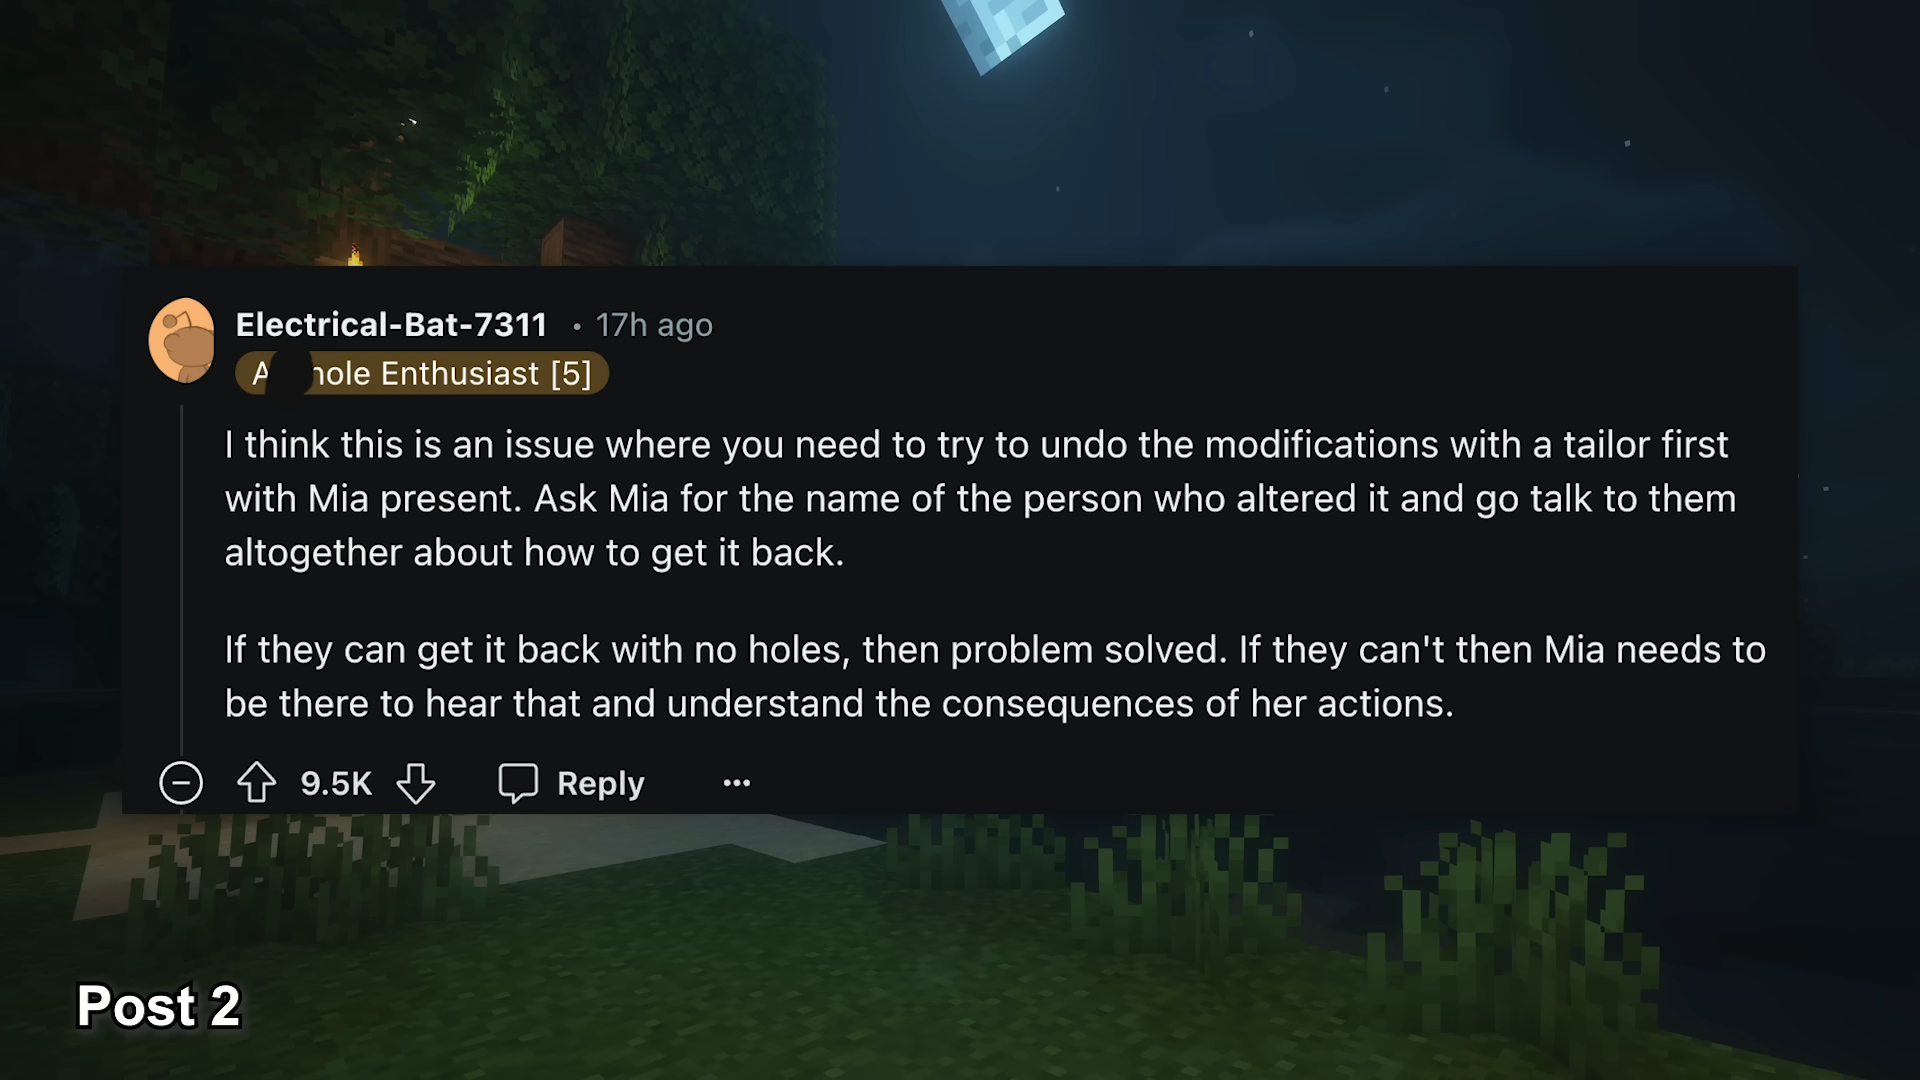 Electrical-Bat-7311 • 17h ago
A hole Enthusiast [5]
I think this is an issue where you need to try to undo the modifications with a tailor first
with Mia present. Ask Mia for the name of the person who altered it and go talk to them
altogether about how to get it back.
If they can get it back with no holes, then problem solved. If they can't then Mia needs to
be there to hear that and understand the consequences of her actions.
9.5K Reply ...
Post 2